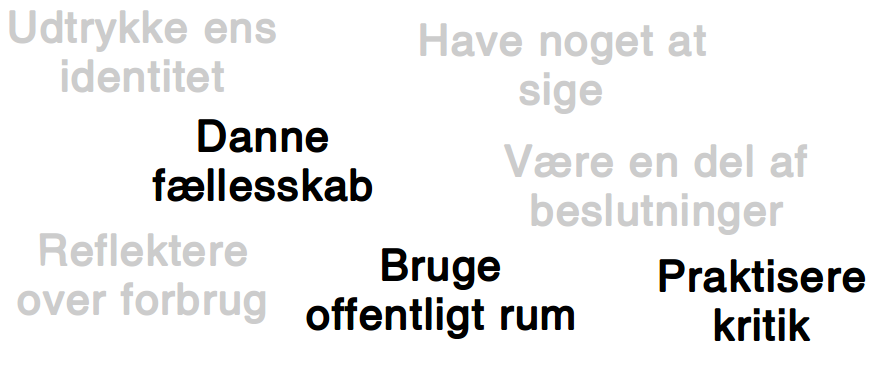 Udtrykke ens
identitet
Have noget at
sige
Danne
fællesskab
Være en del af
beslutninger
Reflektere
over forbrug
Bruge
offentligt rum
Praktisere
kritik